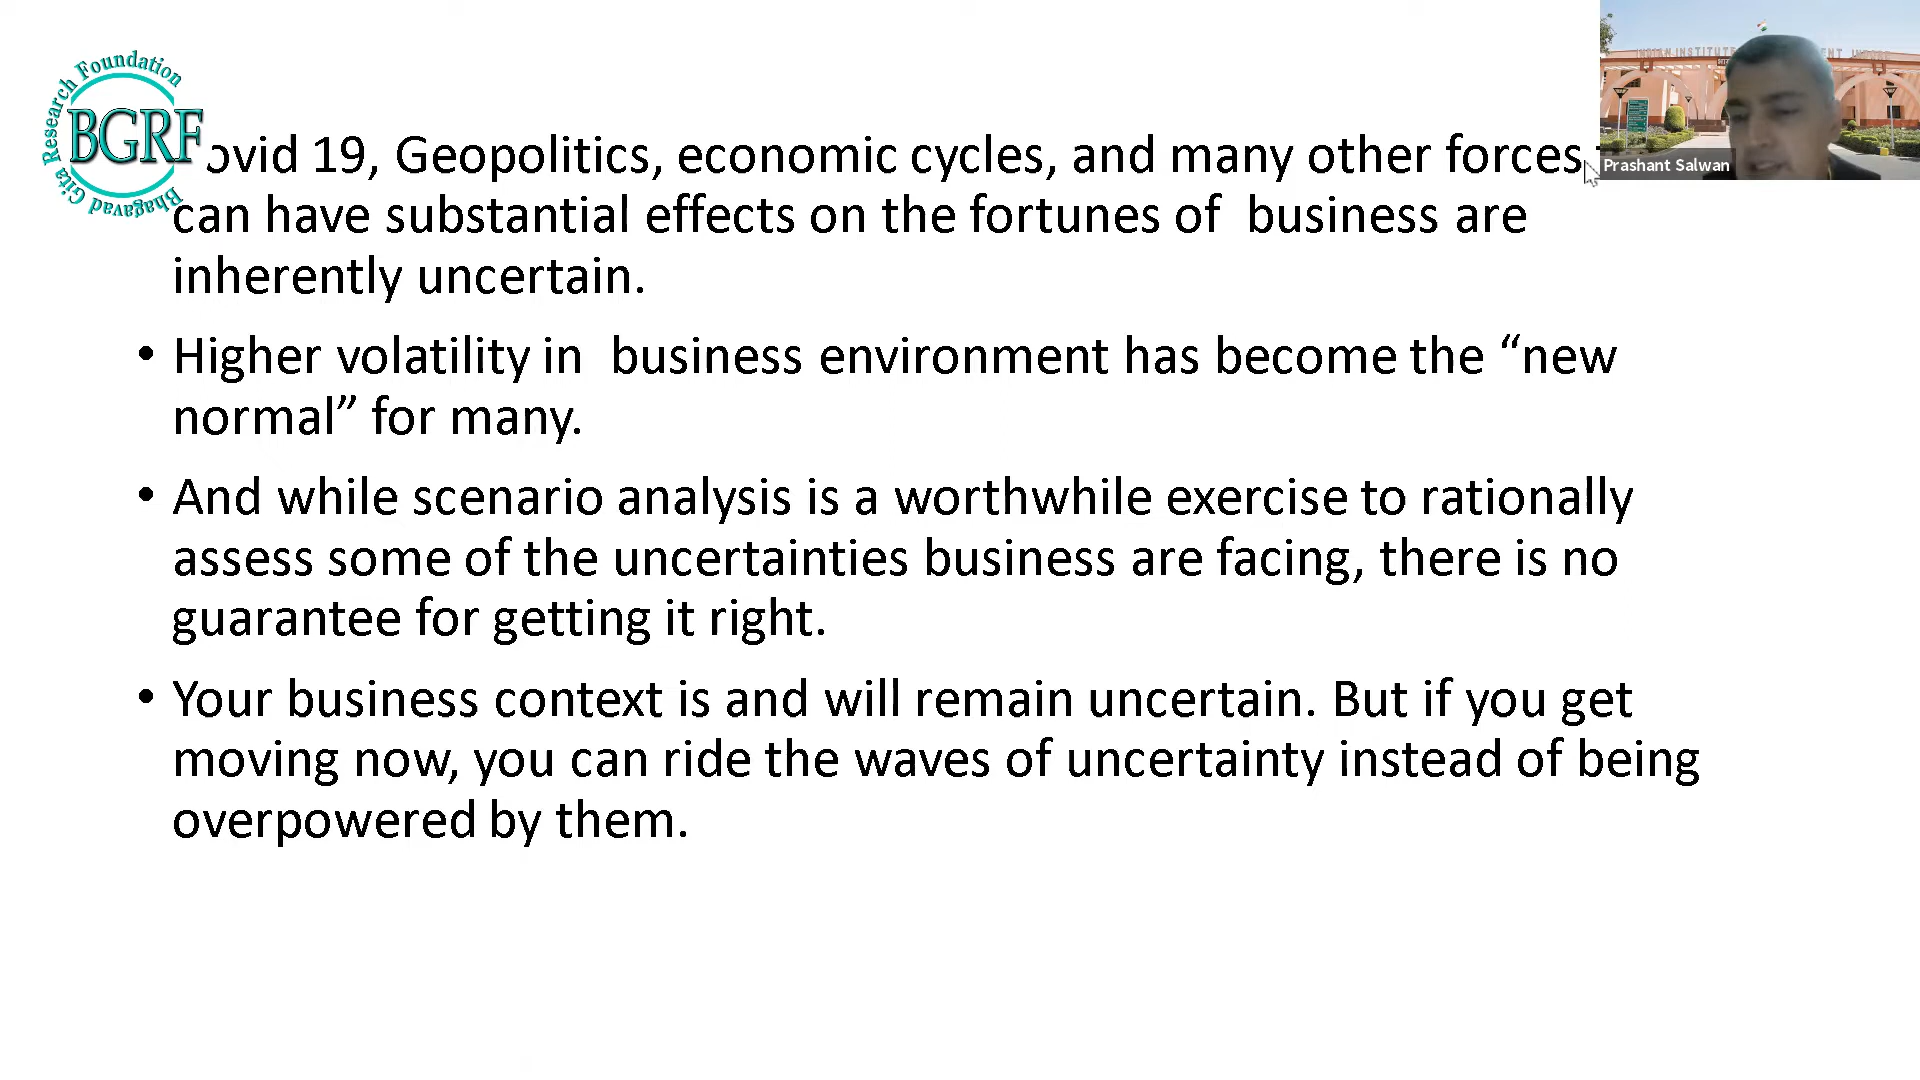 Bhagavad Gita Research Foundation
BGRF
ovid 19, Geopolitics, economic cycles, and many other forces
can have substantial effects on the fortunes of  business are
inherently uncertain.
• Higher volatility in  business environment has become the “new
normal” for many.
• And while scenario analysis is a worthwhile exercise to rationally
assess some of the uncertainties business are facing, there is no
guarantee for getting it right.
• Your business context is and will remain uncertain. But if you get
moving now, you can ride the waves of uncertainty instead of being
overpowered by them.
INDIAN INSTITUTE
Prashant Salwan